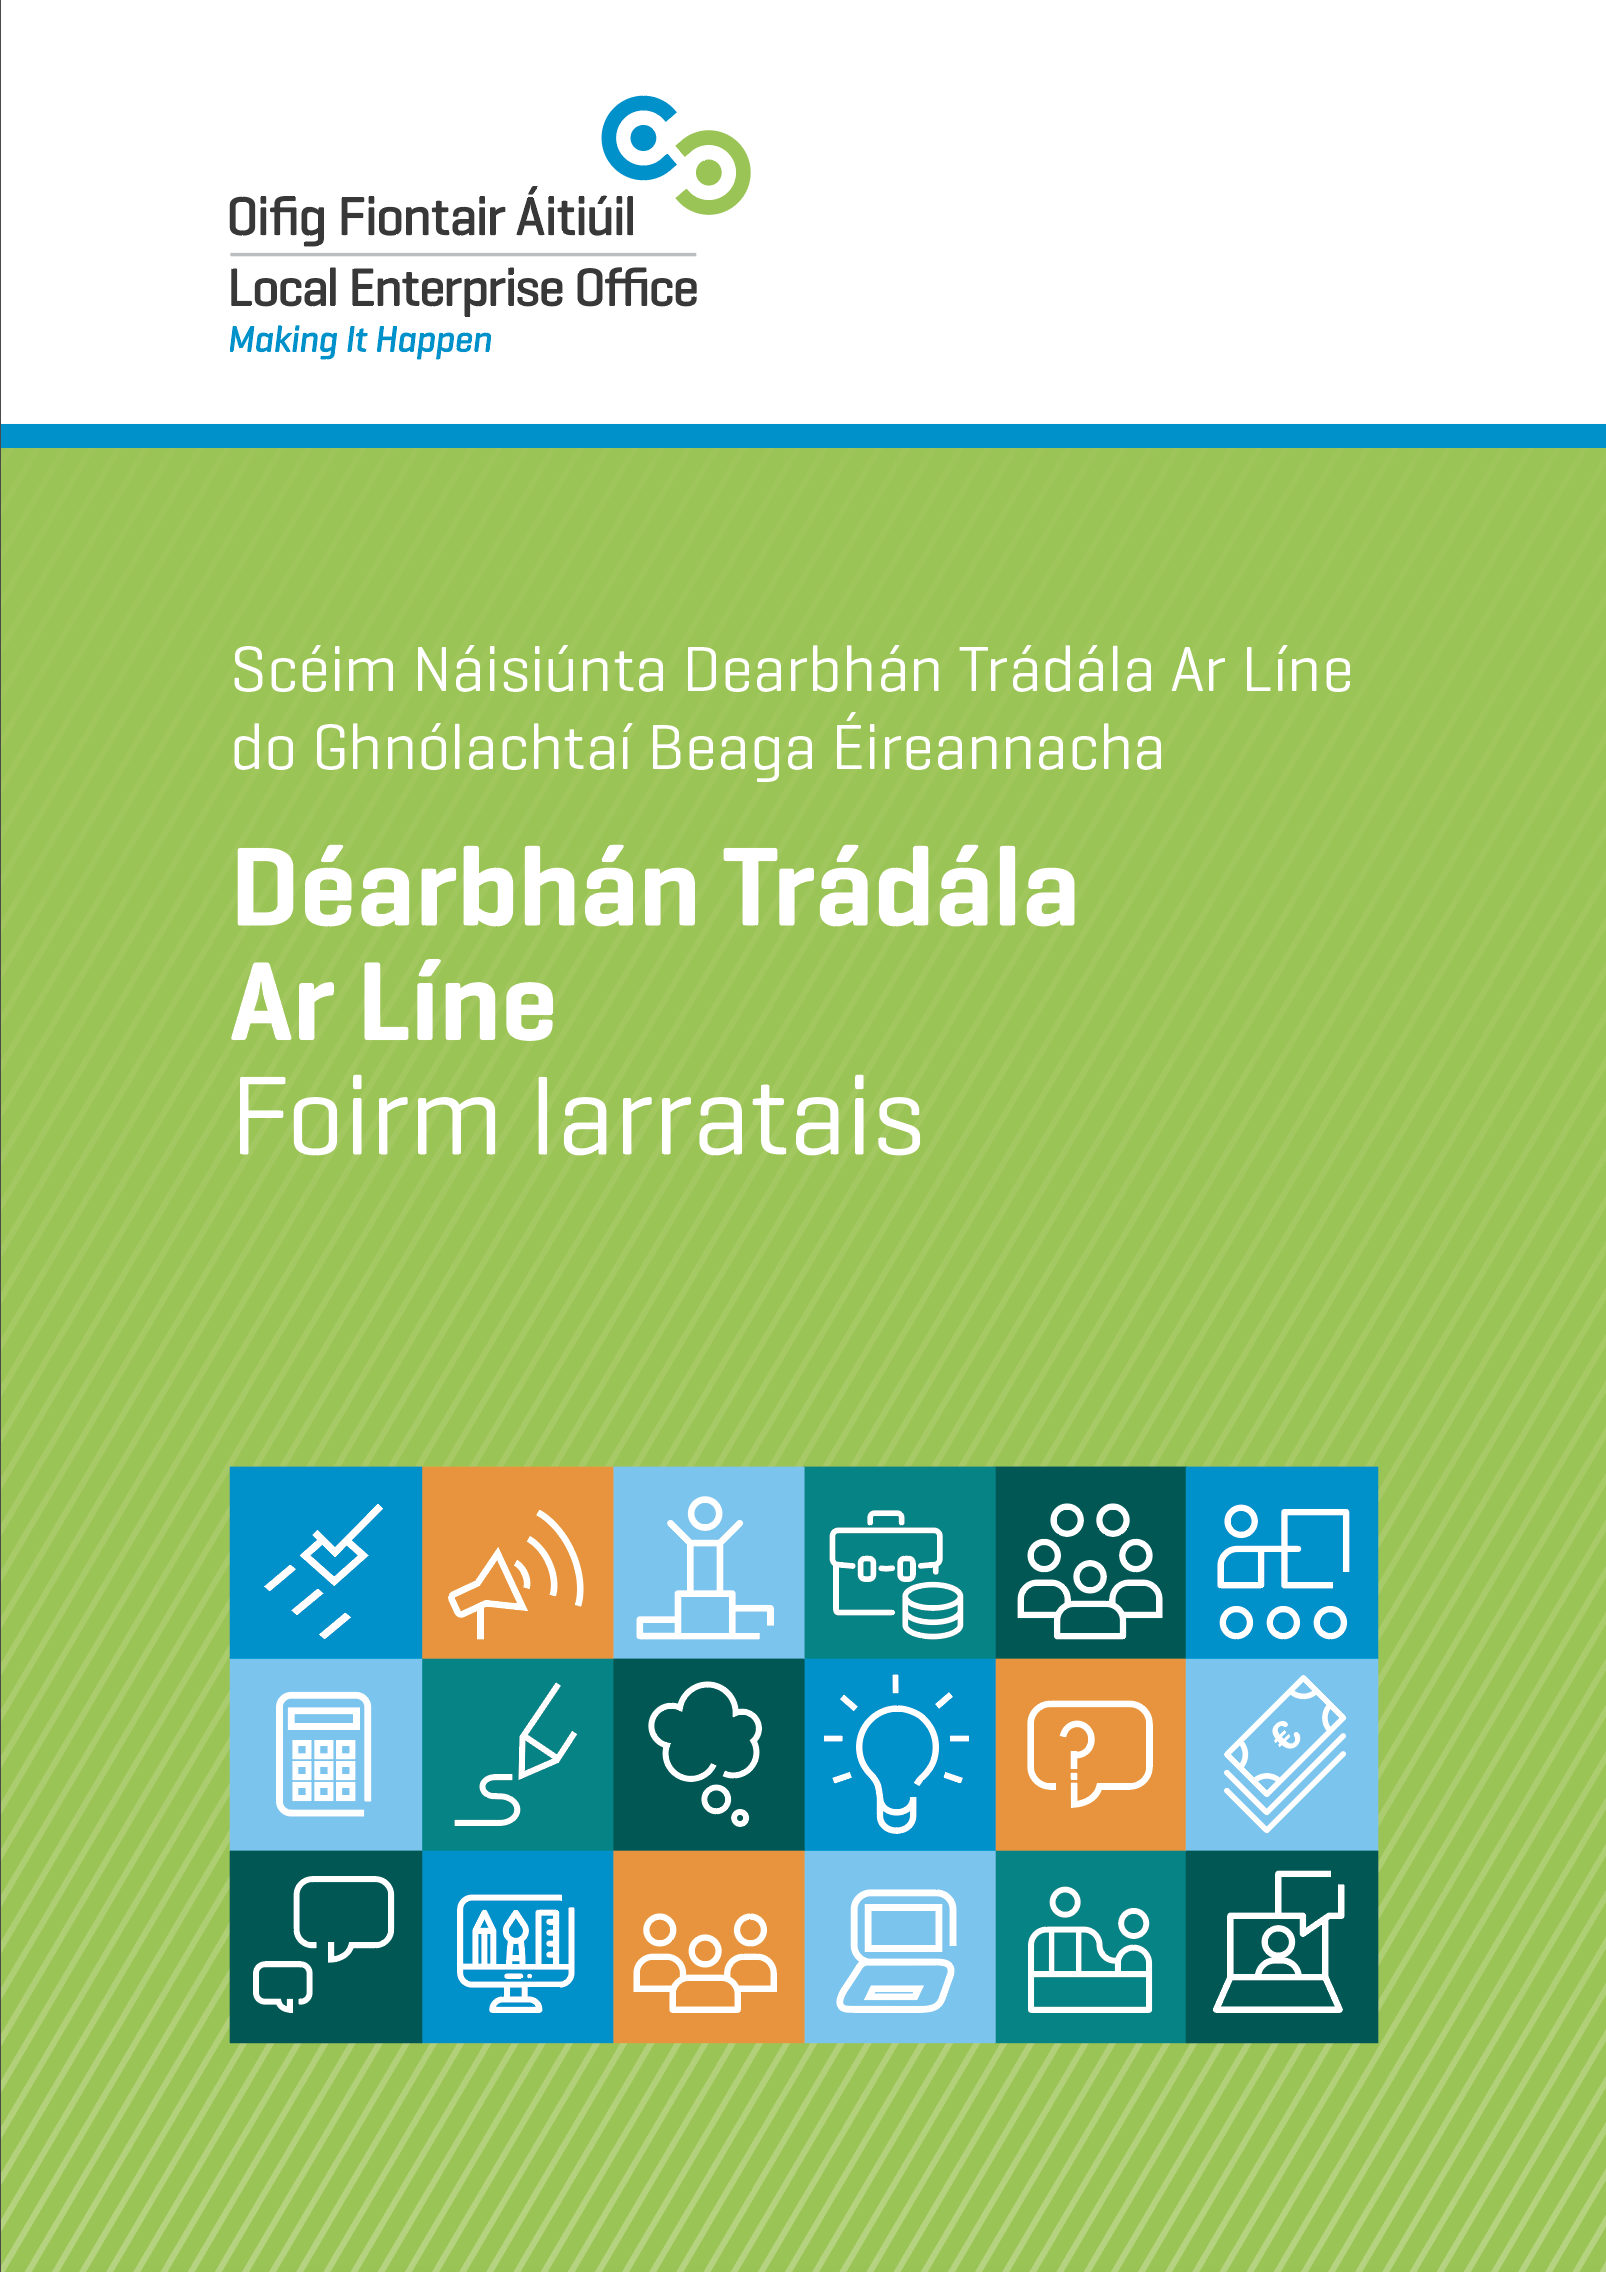 Oifig Fiontair Áitiúil
Local Enterprise Office
Making It Happen
Scéim Náisiúnta Dearbhán Trádála Ar Líne
do Ghnólachtaí Beaga Éireannacha
Déarbhán Trádála
Ar Líne
Foirm Iarratais
?
€